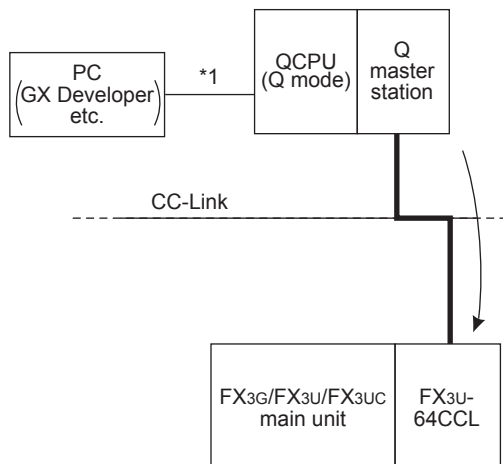 PC
(GX Developer)
etc.
*1
QCPU
(Q mode)
Q
master
station
CC-Link
FX3G/FX3U/FX3UC
main unit
FX3U-
64CCL